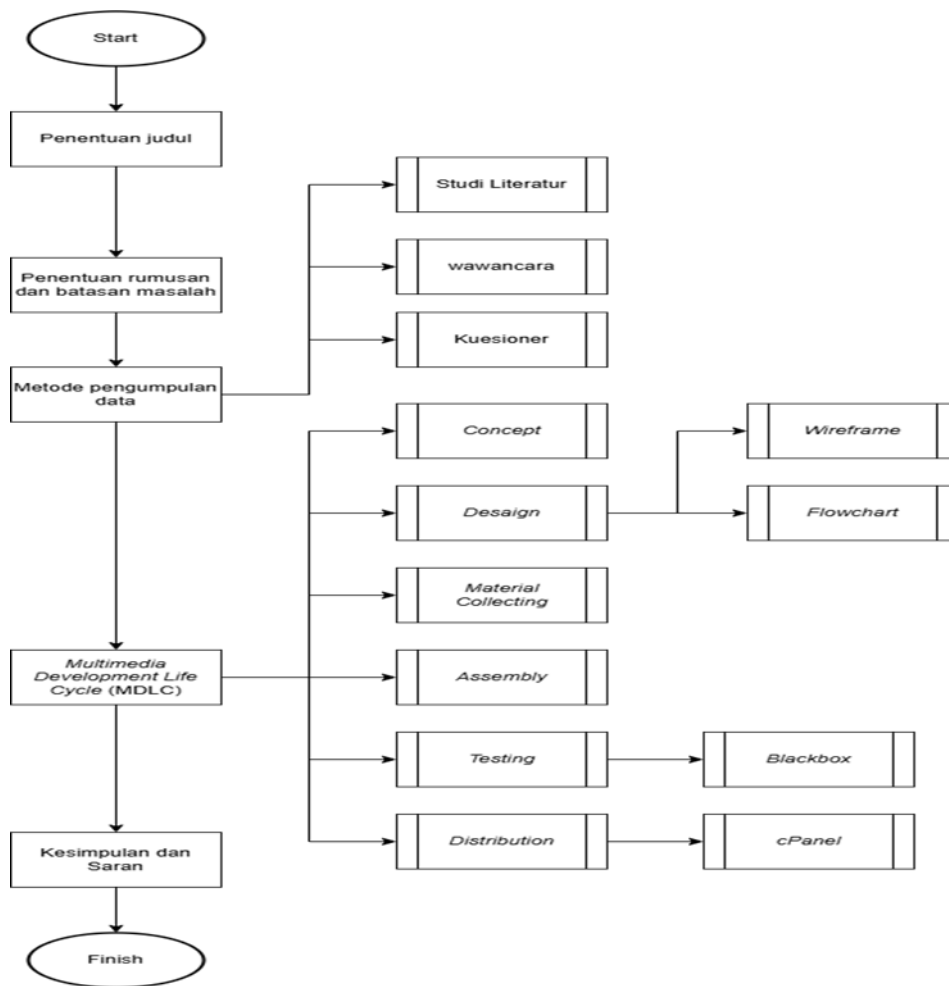 Start
Penentuan judul
Studi Literatur
wawancara
Penentuan rumusan
dan batasan masalah
Kuesioner
Metode pengumpulan
data
Concept
Wireframe
Desaign
Flowchart
Material
Collecting
Multimedia
Development Life
Cycle (MDLC)
Assembly
Testing
Blackbox
Distribution
cPanel
Kesimpulan dan
Saran
Finish